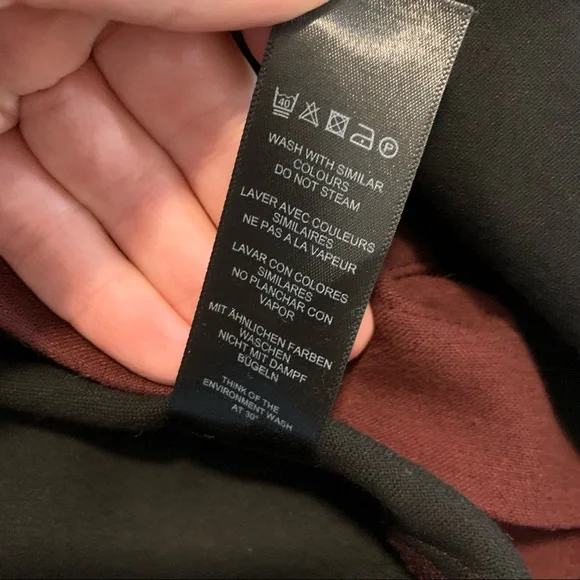 40 P
WASH WITH SIMILAR
COLOURS
DO NOT STEAM
LAVER AVEC COULEURS
SIMILAIRES
NE PAS A LA VAPEUR
LAVAR CON COLORES
SIMILARES
NO PLANCHAR CON
VAPOR
MIT ÄHNLICHEN FARBEN
WASCHEN
NICHT MIT DAMPF
BÜGELN
THINK OF THE
ENVIRONMENT WASH
AT 30°